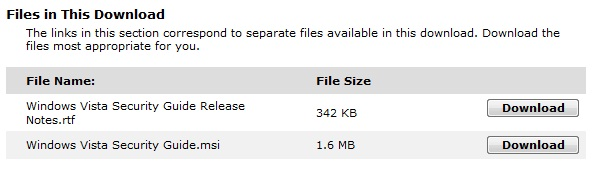 Files in This Download
The links in this section correspond to separate files available in this download. Download the
files most appropriate for you.
File Name: File Size
Windows Vista Security Guide Release
Notes.rtf 342 KB Download
Windows Vista Security Guide.msi 1.6 MB Download